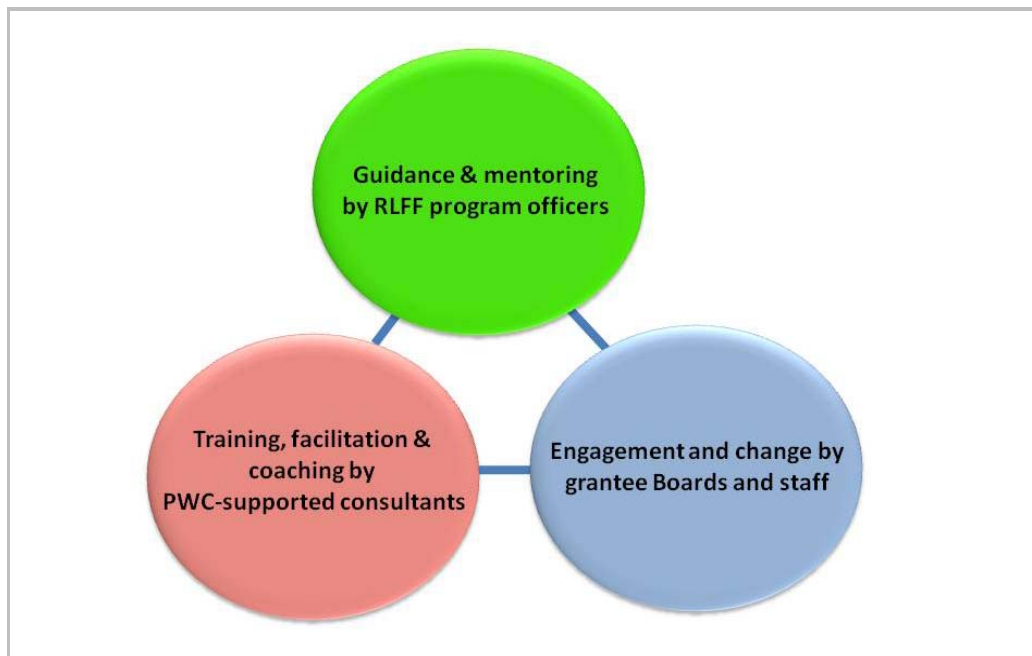 Guidance & mentoring
by RLFF program officers
Training, facilitation &
coaching by
PWC-supported consultants
Engagement and change by
grantee Boards and staff